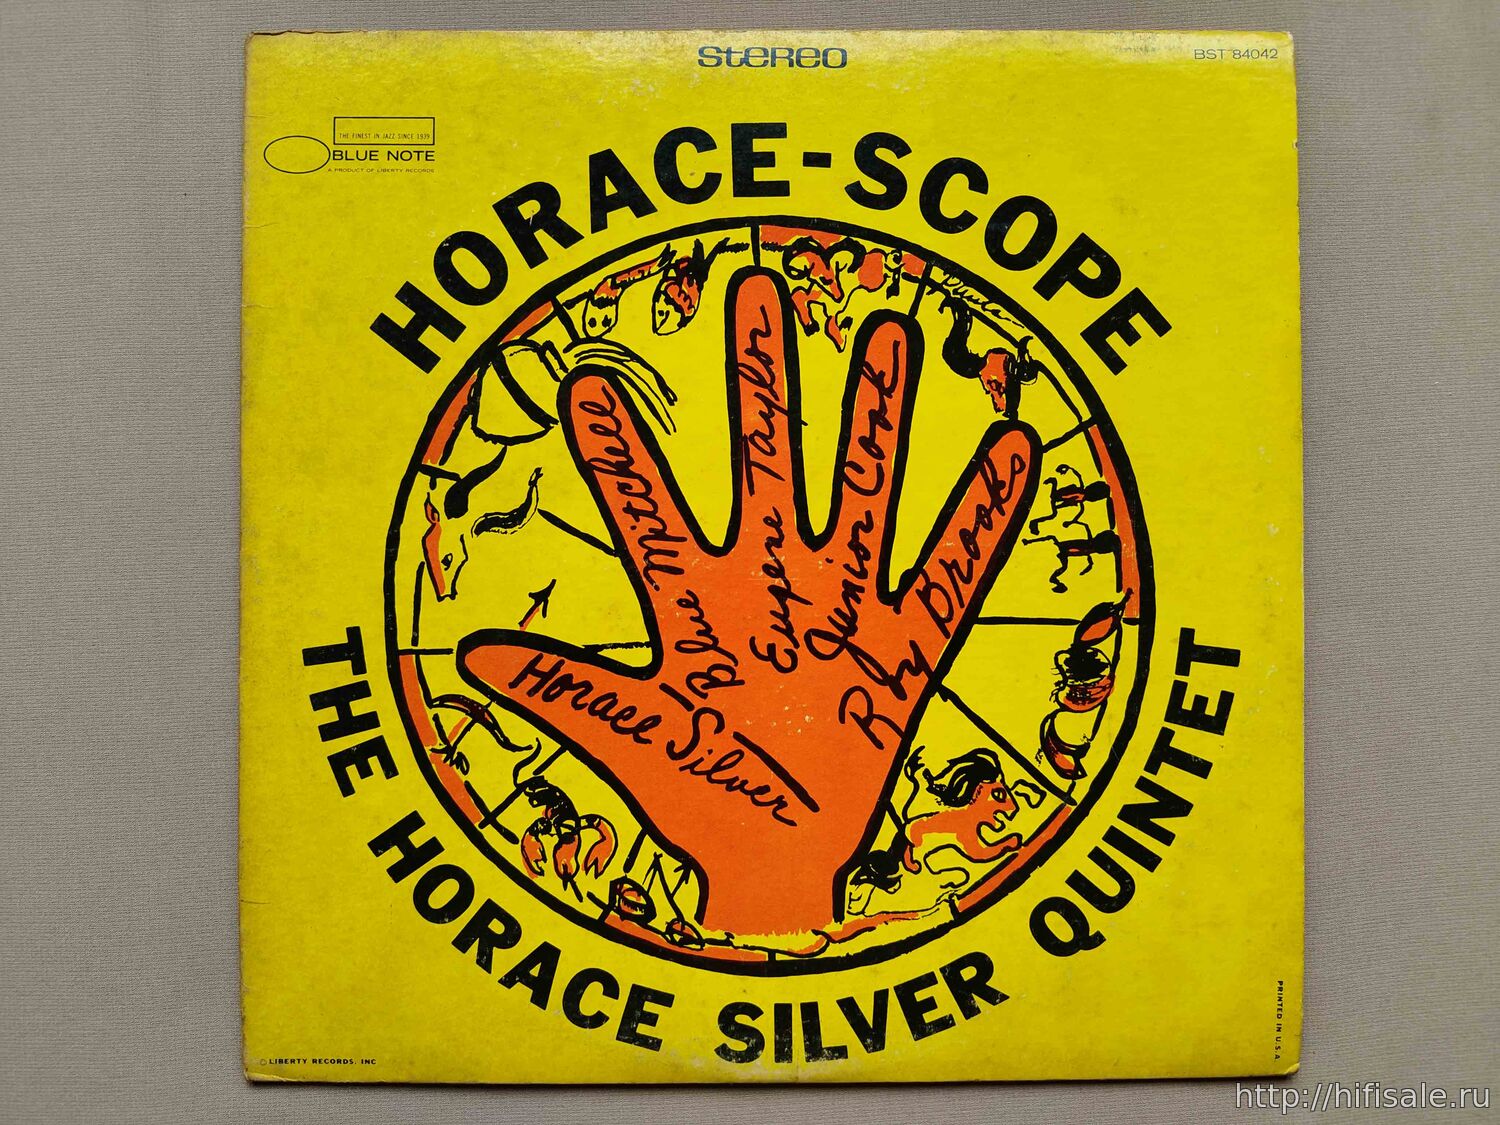 stereo
BST 84042
THE FINEST IN JAZZ SINCE 1939
BLUE NOTE
A PRODUCT OF LIBERTY RECORDS
HORACE-SCOPE
Blue Mitchell
Eugene Taylor
Junior Cook
Roy Brooks
Horace Silver
THE HORACE SILVER QUINTET
© LIBERTY RECORDS, INC
PRINTED IN U.S.A.
http://hifisale.ru